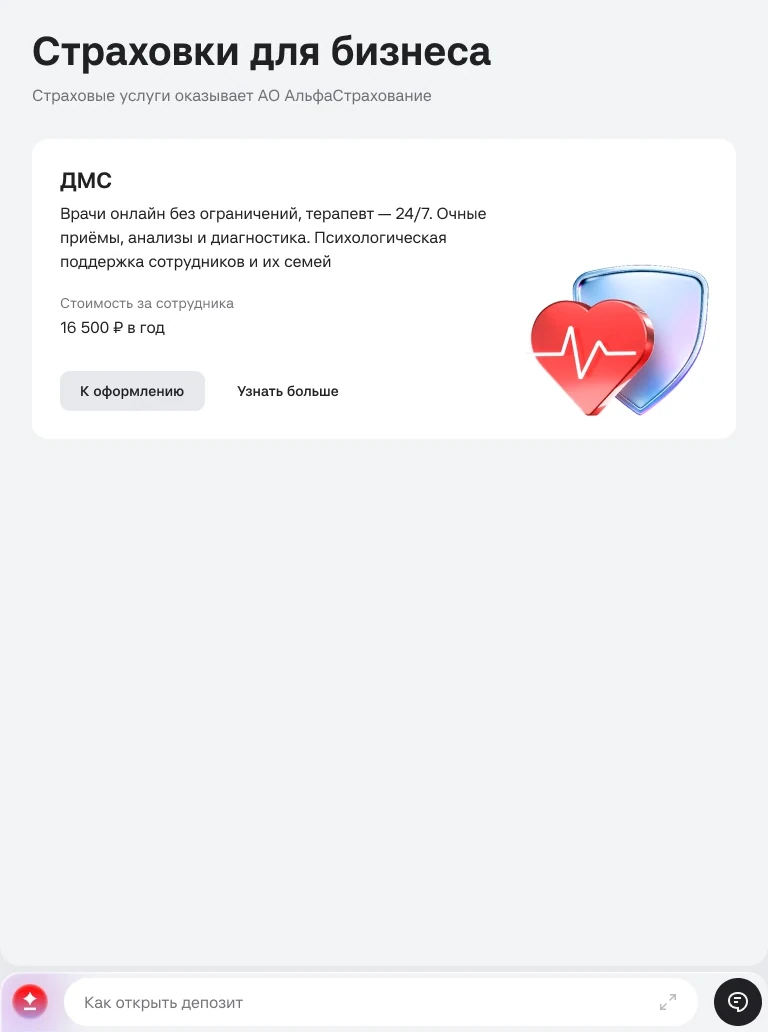 Страховки для бизнеса
Страховые услуги оказывает АО АльфаСтрахование
ДМС
Врачи онлайн без ограничений, терапевт — 24/7. Очные
приёмы, анализы и диагностика. Психологическая
поддержка сотрудников и их семей
Стоимость за сотрудника
16 500 ₽ в год
К оформлению
Узнать больше
Как открыть депозит